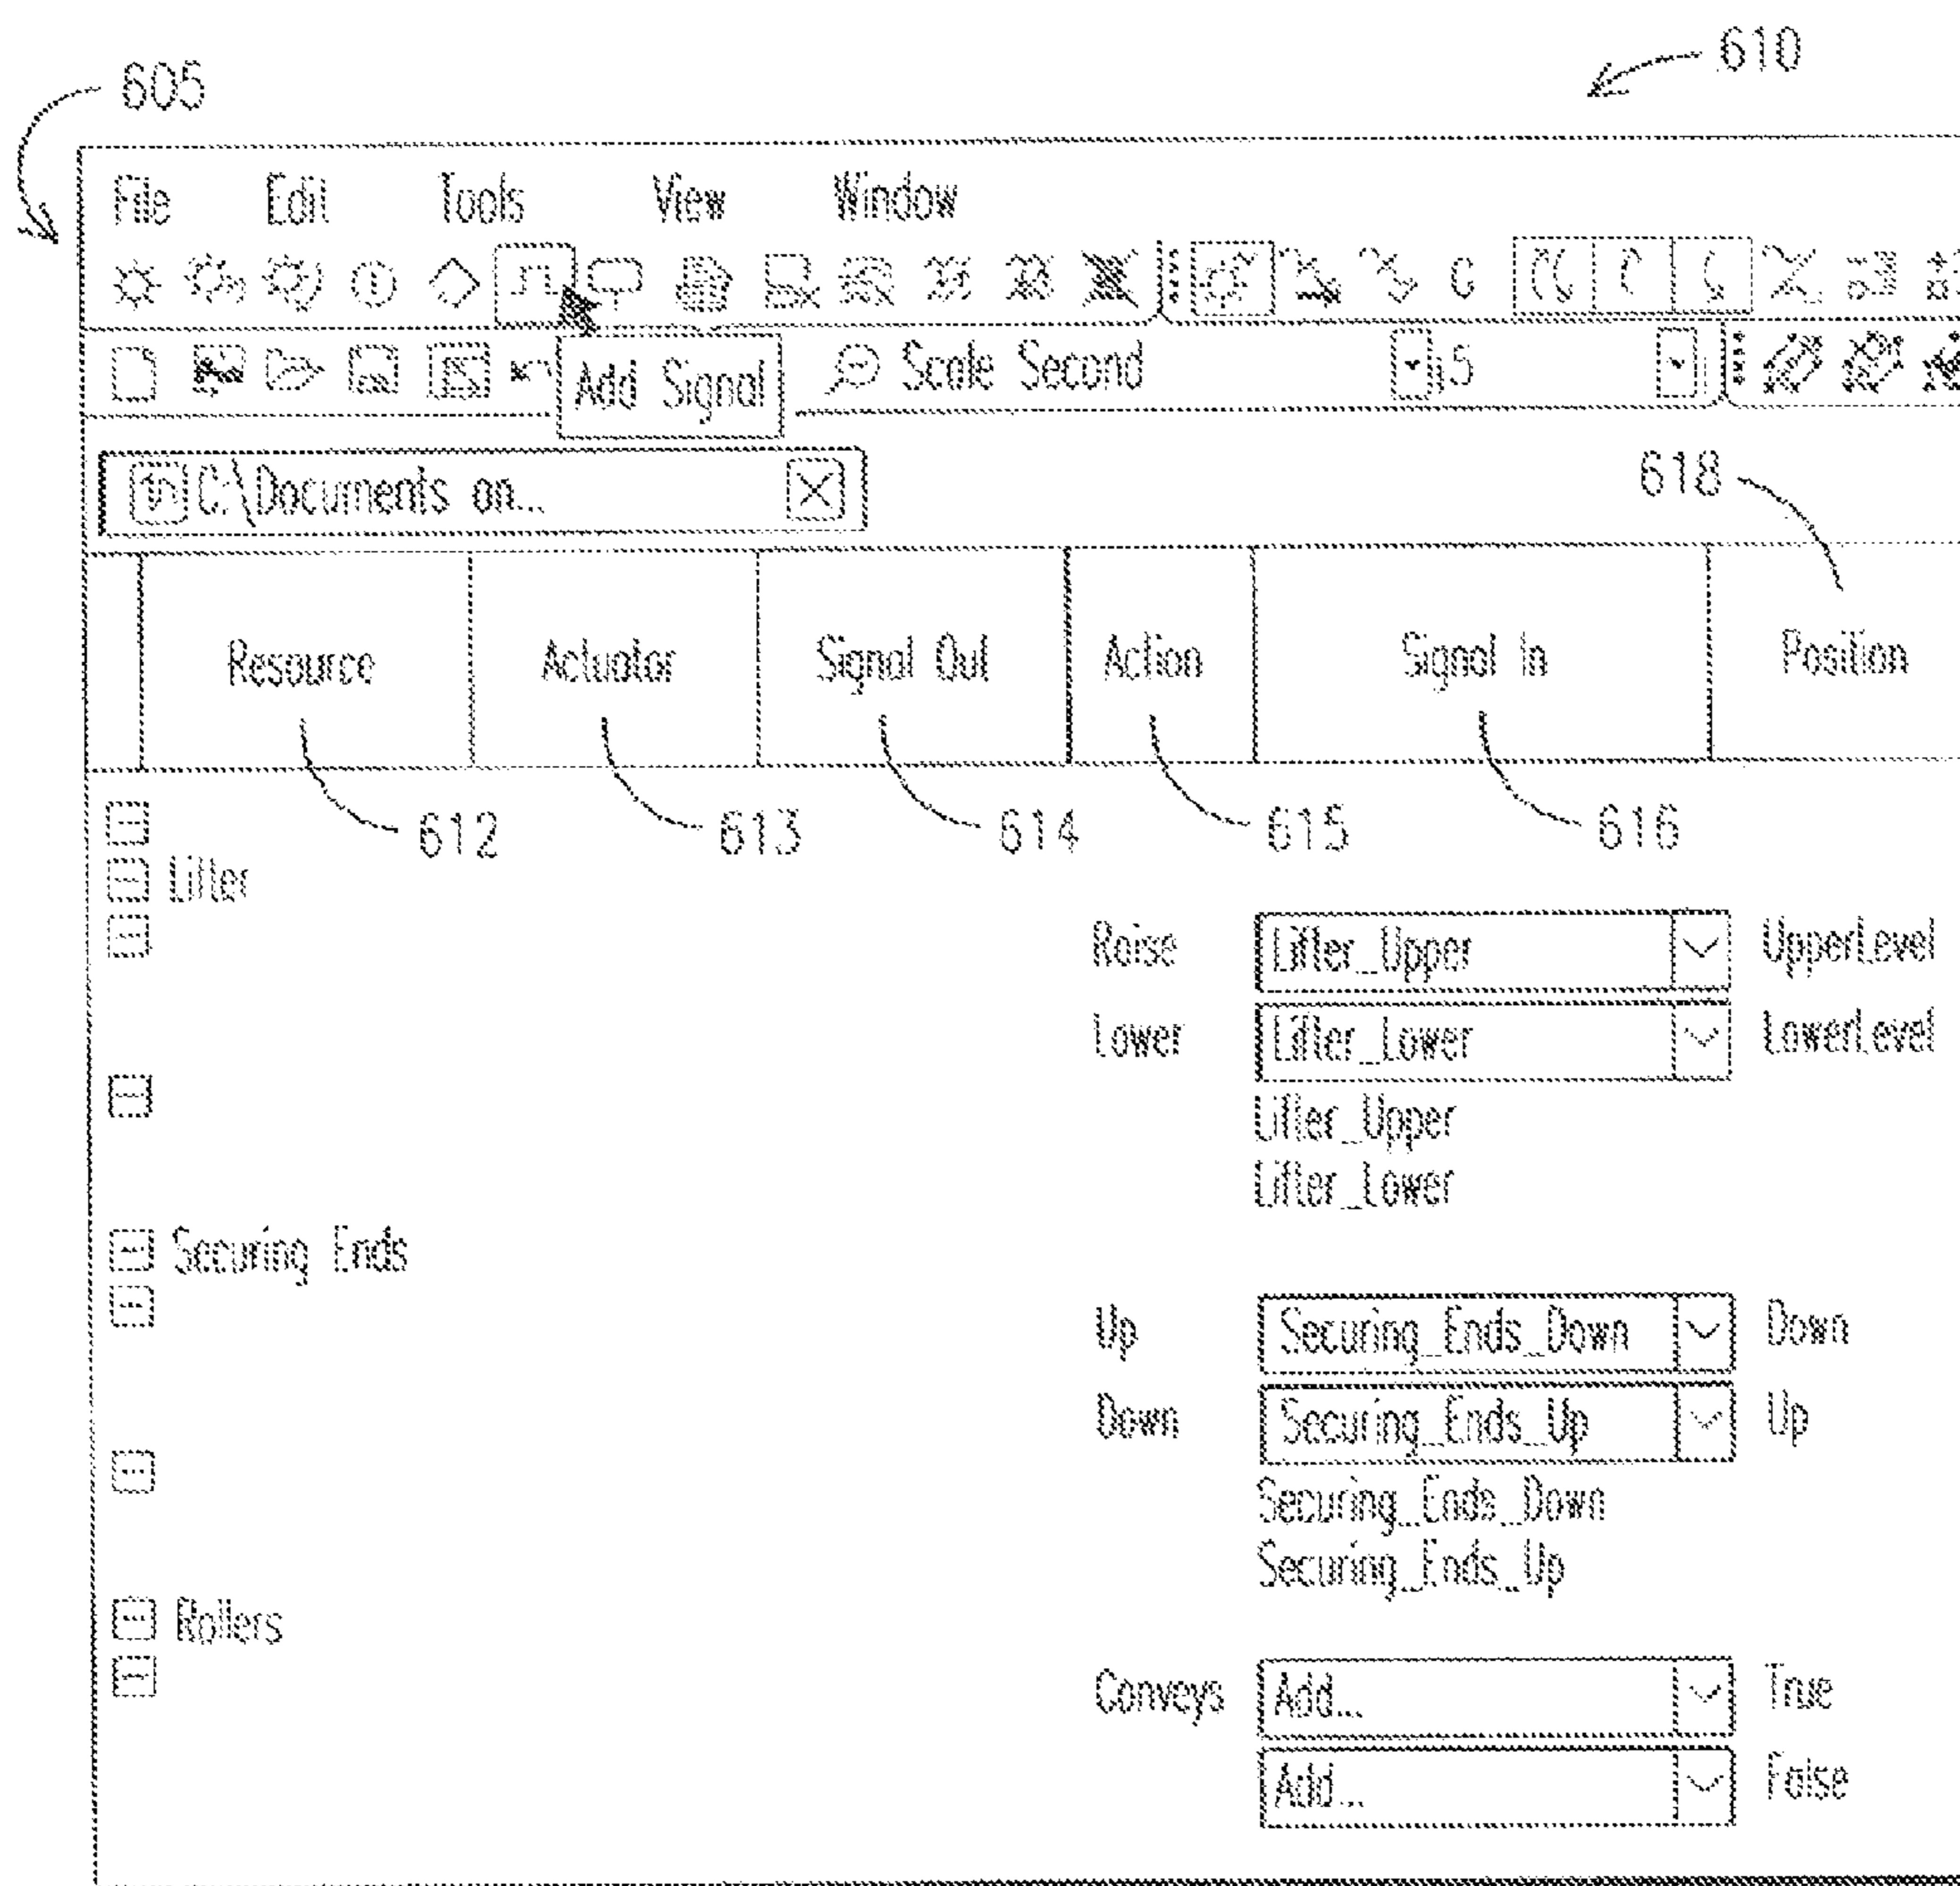 610
605
File Edit Tools View Window
Add Signal
Scale Second 5
C:\Documents an...
618
Resource Actuator Signal Out Action Signal In Position
612 613 614 615 616
Lifter
Raise Lifter_Upper UpperLevel
Lower Lifter_Lower LowerLevel
Lifter_Upper
Lifter_Lower
Securing Ends
Up Securing_Ends_Down Down
Down Securing_Ends_Up Up
Securing_Ends_Down
Securing_Ends_Up
Rollers
Conveys Add... True
Add... False